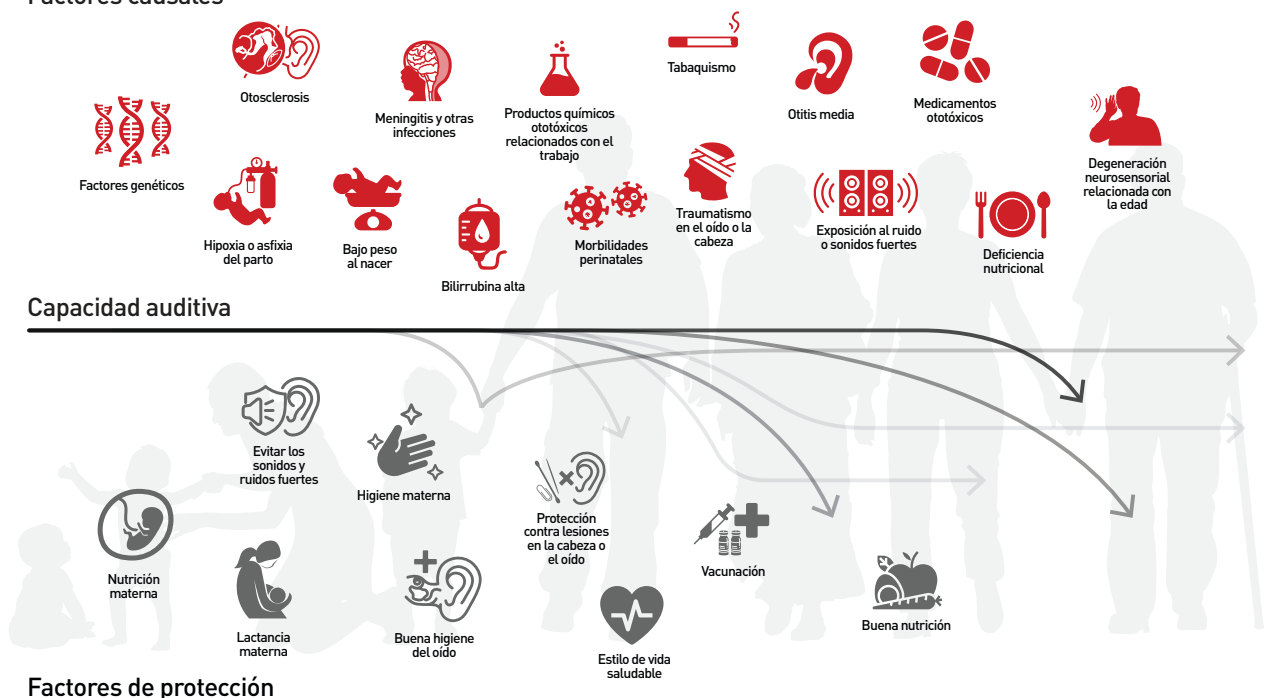 Factores causales
Otosclerosis
Meningitis y otras
infecciones
Productos químicos
ototóxicos
relacionados con el
trabajo
Tabaquismo
Otitis media
Medicamentos
ototóxicos
Degeneración
neurosensorial
relacionada con
la edad
Factores genéticos
Hipoxia o asfixia
del parto
Bajo peso
al nacer
Bilirrubina alta
Morbilidades
perinatales
Traumatismo
en el oído o la
cabeza
Exposición al ruido
o sonidos fuertes
Deficiencia
nutricional
Capacidad auditiva
Evitar los
sonidos y
ruidos fuertes
Higiene materna
Protección
contra lesiones
en la cabeza o
el oído
Vacunación
Nutrición
materna
Lactancia
materna
Buena higiene
del oído
Estilo de vida
saludable
Buena nutrición
Factores de protección